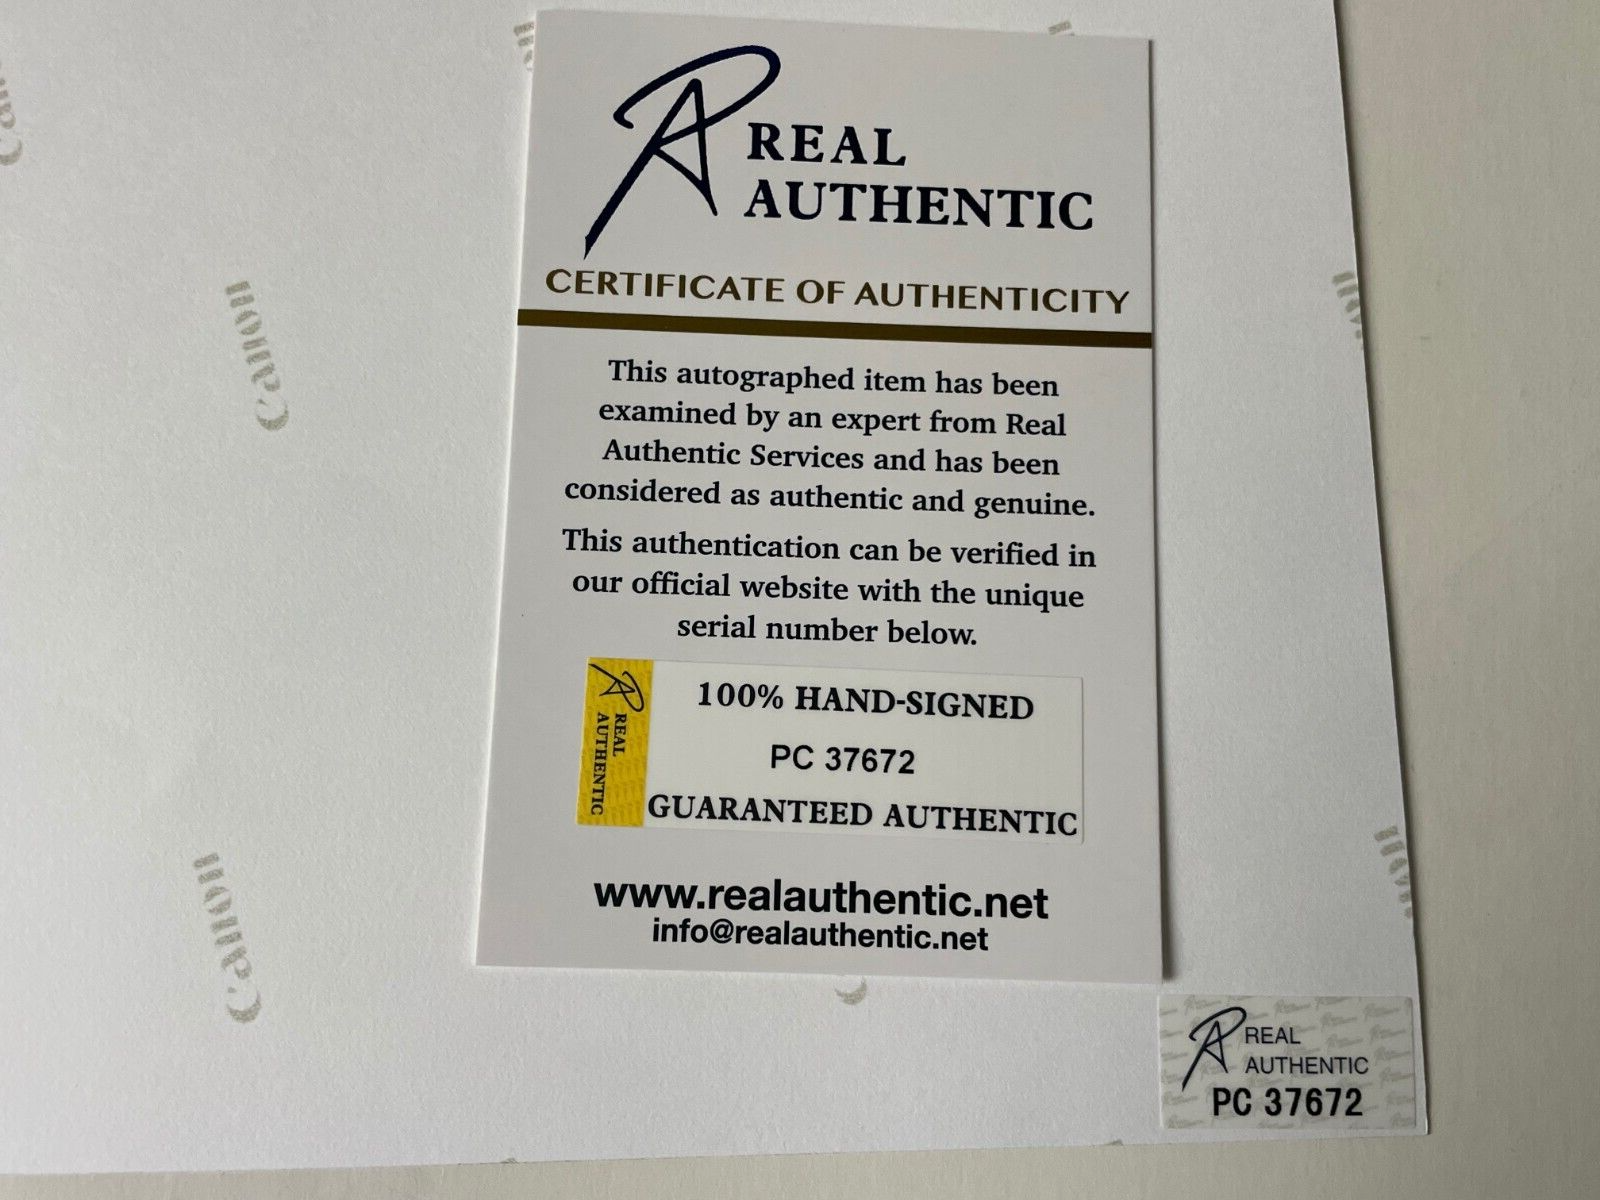 REAL
AUTHENTIC
CERTIFICATE OF AUTHENTICITY
This autographed item has been
examined by an expert from Real
Authentic Services and has been
considered as authentic and genuine.
This authentication can be verified in
our official website with the unique
serial number below.
REAL
AUTHENTIC
100% HAND-SIGNED
PC 37672
GUARANTEED AUTHENTIC
www.realauthentic.net
info@realauthentic.net
REAL
AUTHENTIC
PC 37672
Canon
Canon